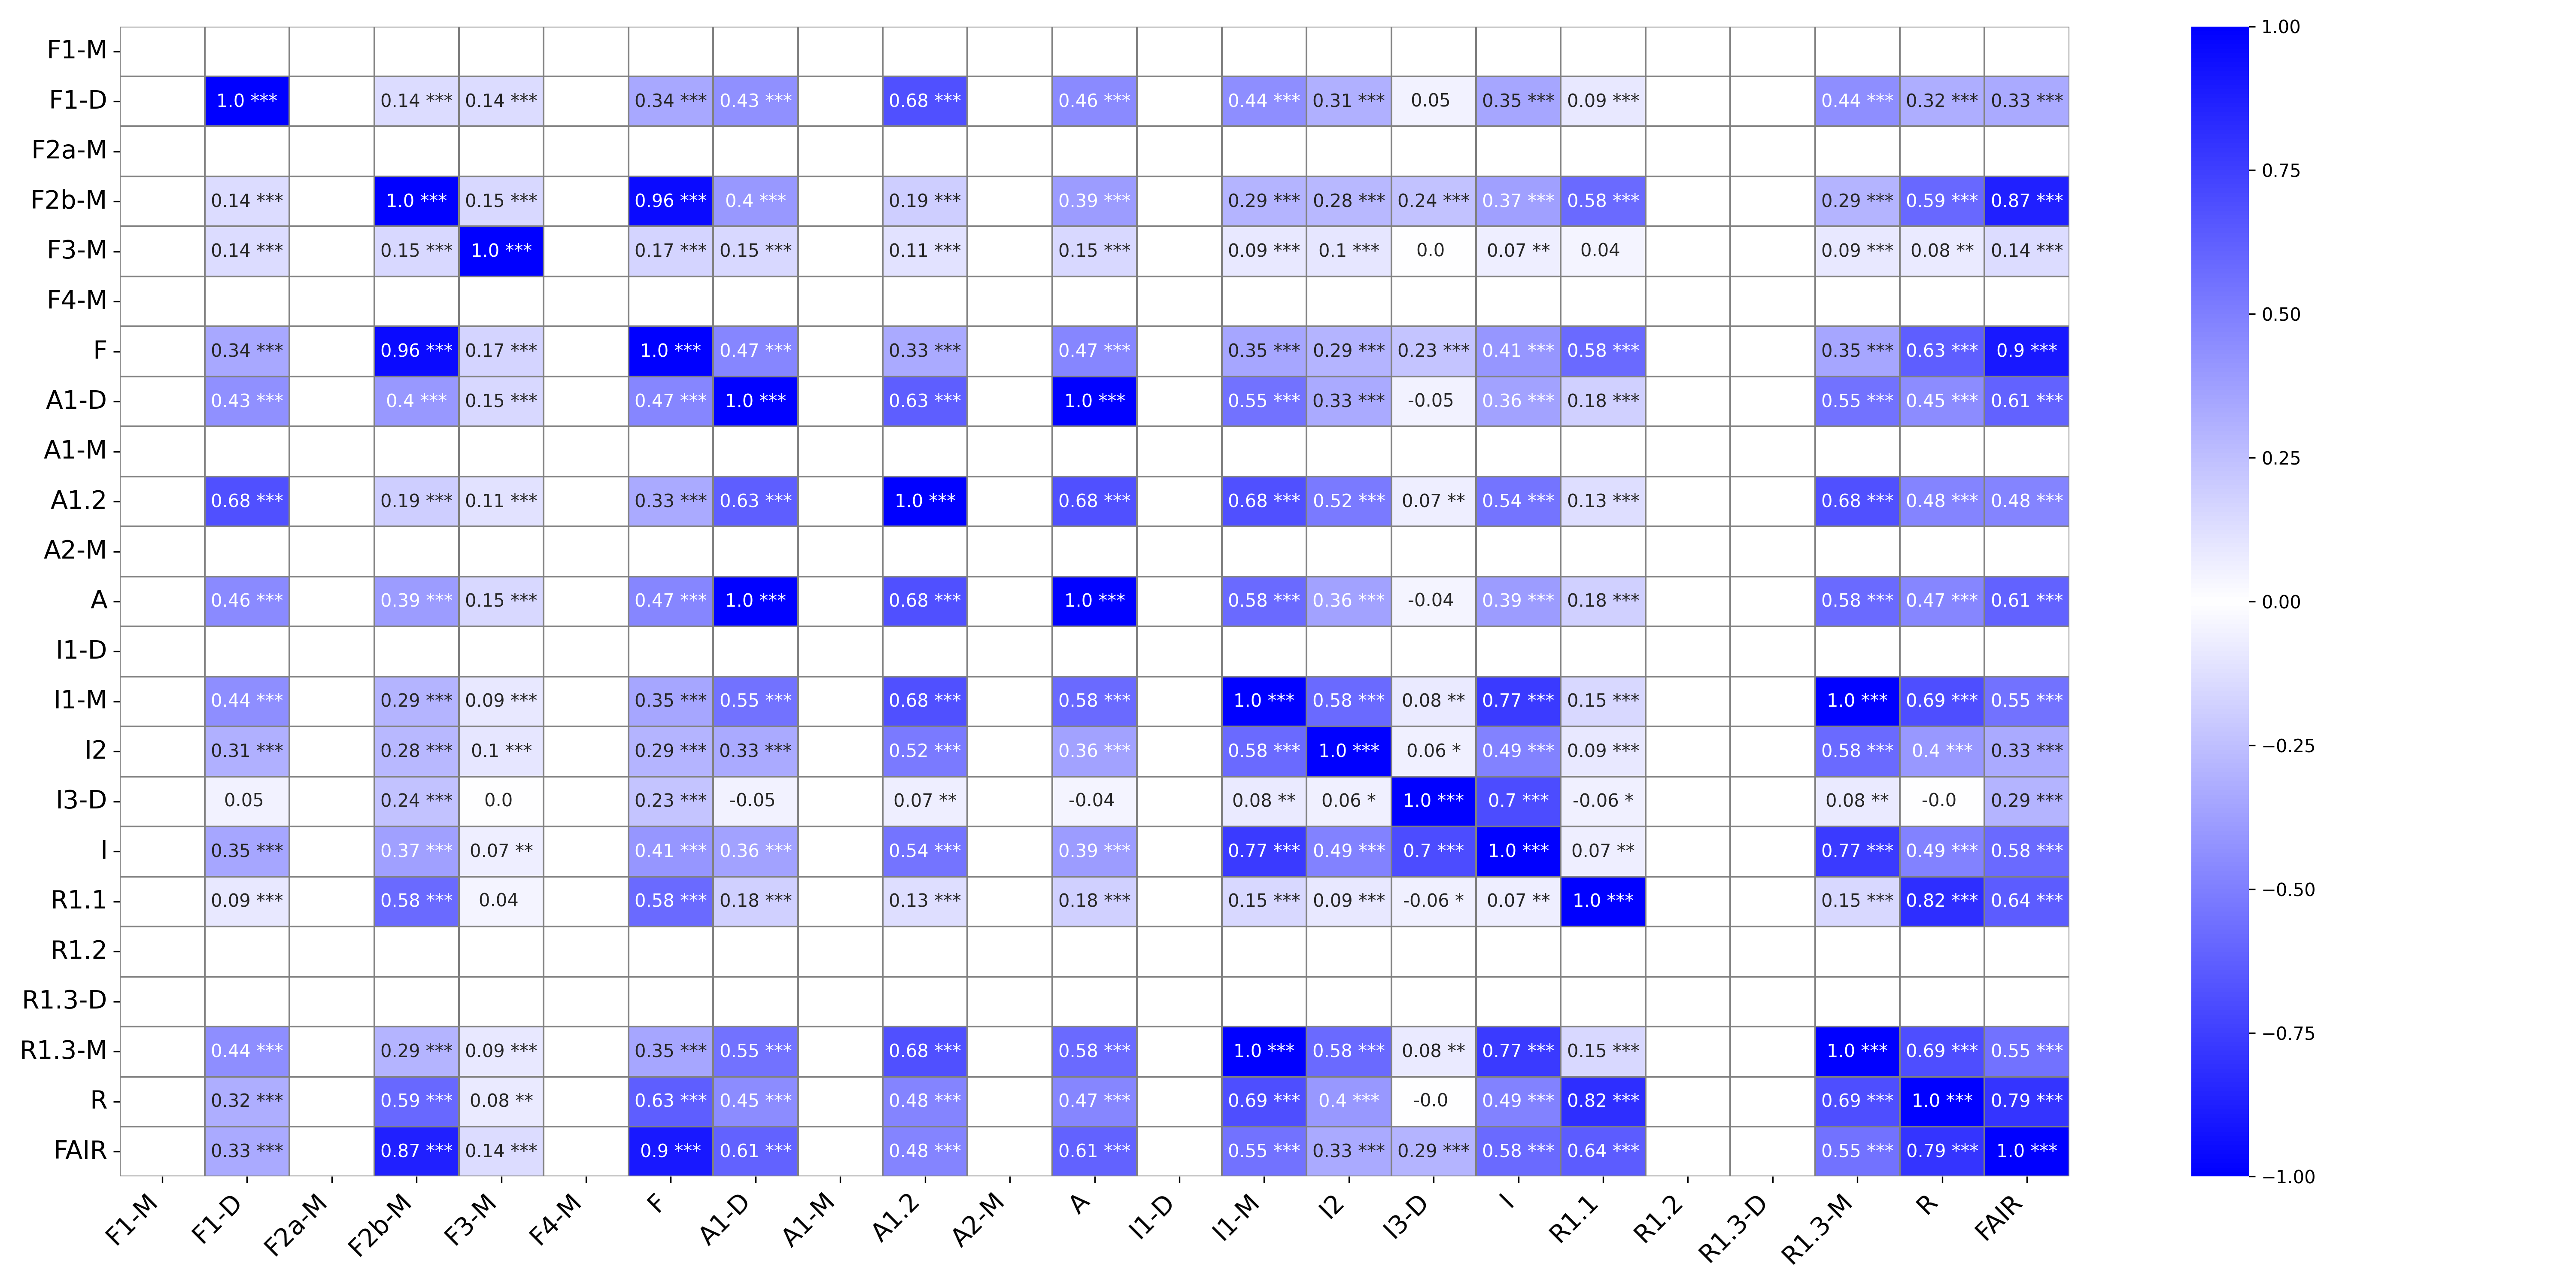 F1-M
F1-D 1.0 *** 0.14 *** 0.14 *** 0.34 *** 0.43 *** 0.68 *** 0.46 *** 0.44 *** 0.31 *** 0.05 0.35 *** 0.09 *** 0.44 *** 0.32 *** 0.33 ***
F2a-M
F2b-M 0.14 *** 1.0 *** 0.15 *** 0.96 *** 0.4 *** 0.19 *** 0.39 *** 0.29 *** 0.28 *** 0.24 *** 0.37 *** 0.58 *** 0.29 *** 0.59 *** 0.87 ***
F3-M 0.14 *** 0.15 *** 1.0 *** 0.17 *** 0.15 *** 0.11 *** 0.15 *** 0.09 *** 0.1 *** 0.0 0.07 ** 0.04 0.09 *** 0.08 ** 0.14 ***
F4-M
F 0.34 *** 0.96 *** 0.17 *** 1.0 *** 0.47 *** 0.33 *** 0.47 *** 0.35 *** 0.29 *** 0.23 *** 0.41 *** 0.58 *** 0.35 *** 0.63 *** 0.9 ***
A1-D 0.43 *** 0.4 *** 0.15 *** 0.47 *** 1.0 *** 0.63 *** 1.0 *** 0.55 *** 0.33 *** -0.05 0.36 *** 0.18 *** 0.55 *** 0.45 *** 0.61 ***
A1-M
A1.2 0.68 *** 0.19 *** 0.11 *** 0.33 *** 0.63 *** 1.0 *** 0.68 *** 0.68 *** 0.52 *** 0.07 ** 0.54 *** 0.13 *** 0.68 *** 0.48 *** 0.48 ***
A2-M
A 0.46 *** 0.39 *** 0.15 *** 0.47 *** 1.0 *** 0.68 *** 1.0 *** 0.58 *** 0.36 *** -0.04 0.39 *** 0.18 *** 0.58 *** 0.47 *** 0.61 ***
I1-D
I1-M 0.44 *** 0.29 *** 0.09 *** 0.35 *** 0.55 *** 0.68 *** 0.58 *** 1.0 *** 0.58 *** 0.08 ** 0.77 *** 0.15 *** 1.0 *** 0.69 *** 0.55 ***
I2 0.31 *** 0.28 *** 0.1 *** 0.29 *** 0.33 *** 0.52 *** 0.36 *** 0.58 *** 1.0 *** 0.06 * 0.49 *** 0.09 *** 0.58 *** 0.4 *** 0.33 ***
I3-D 0.05 0.24 *** 0.0 0.23 *** -0.05 0.07 ** -0.04 0.08 ** 0.06 * 1.0 *** 0.7 *** -0.06 * 0.08 ** -0.0 0.29 ***
I 0.35 *** 0.37 *** 0.07 ** 0.41 *** 0.36 *** 0.54 *** 0.39 *** 0.77 *** 0.49 *** 0.7 *** 1.0 *** 0.07 ** 0.77 *** 0.49 *** 0.58 ***
R1.1 0.09 *** 0.58 *** 0.04 0.58 *** 0.18 *** 0.13 *** 0.18 *** 0.15 *** 0.09 *** -0.06 * 0.07 ** 1.0 *** 0.15 *** 0.82 *** 0.64 ***
R1.2
R1.3-D
R1.3-M 0.44 *** 0.29 *** 0.09 *** 0.35 *** 0.55 *** 0.68 *** 0.58 *** 1.0 *** 0.58 *** 0.08 ** 0.77 *** 0.15 *** 1.0 *** 0.69 *** 0.55 ***
R 0.32 *** 0.59 *** 0.08 ** 0.63 *** 0.45 *** 0.48 *** 0.47 *** 0.69 *** 0.4 *** -0.0 0.49 *** 0.82 *** 0.69 *** 1.0 *** 0.79 ***
FAIR 0.33 *** 0.87 *** 0.14 *** 0.9 *** 0.61 *** 0.48 *** 0.61 *** 0.55 *** 0.33 *** 0.29 *** 0.58 *** 0.64 *** 0.55 *** 0.79 *** 1.0 ***
F1-M F1-D F2a-M F2b-M F3-M F4-M F A1-D A1-M A1.2 A2-M A I1-D I1-M I2 I3-D I R1.1 R1.2 R1.3-D R1.3-M R FAIR
1.00
0.75
0.50
0.25
0.00
−0.25
−0.50
−0.75
−1.00